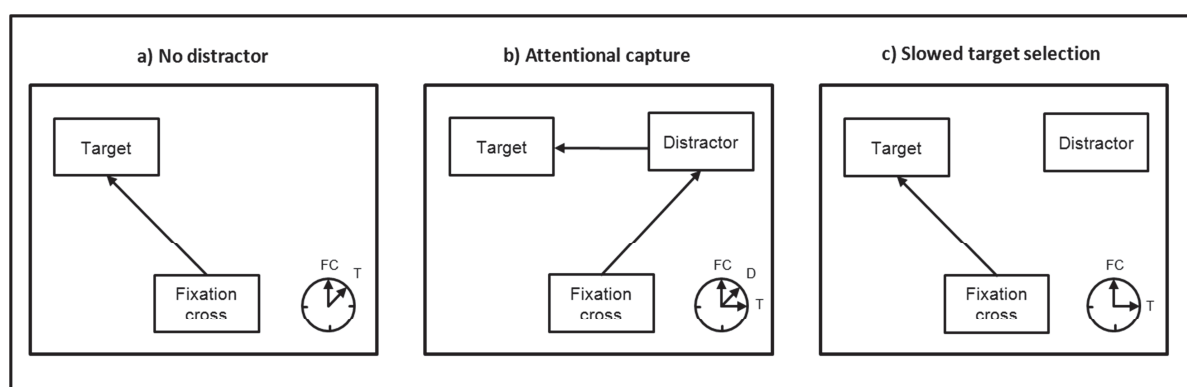 a) No distractor
Target
Fixation
cross
FC
T
b) Attentional capture
Target
Distractor
Fixation
cross
FC
D
T
c) Slowed target selection
Target
Distractor
Fixation
cross
FC
T